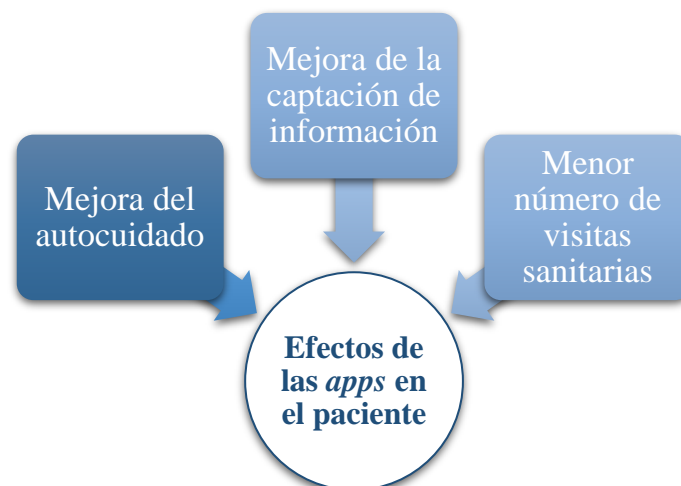 Mejora de la
captación de
información
Mejora del
autocuidado
Menor
número de
visitas
sanitarias
Efectos de
las apps en
el paciente